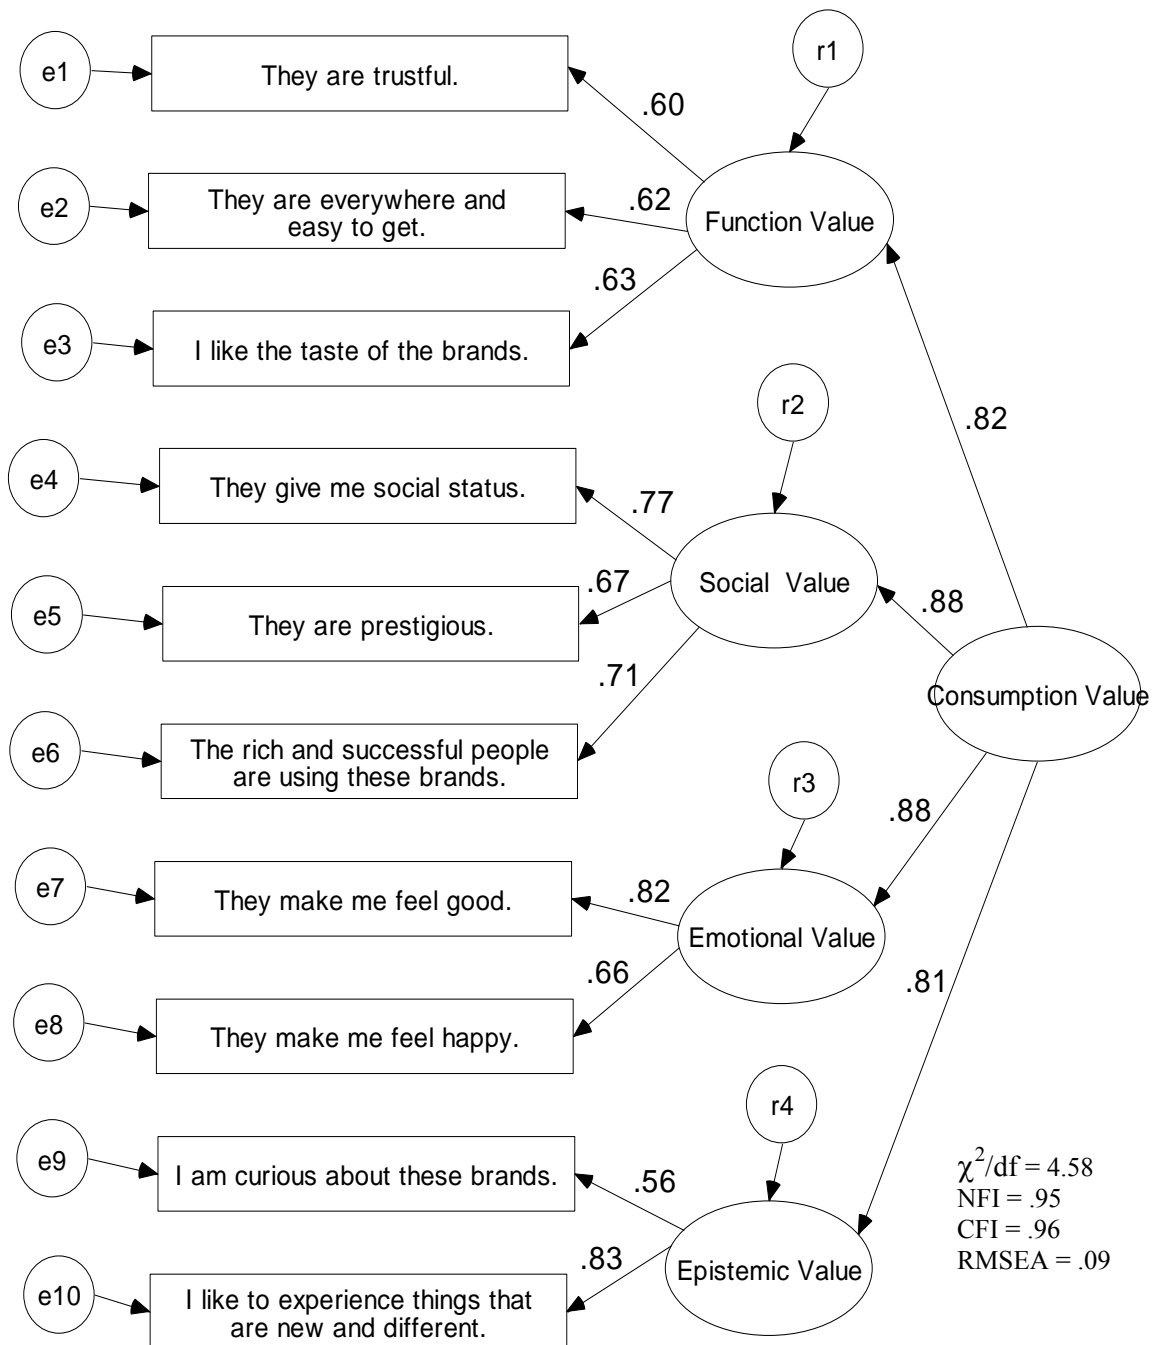 r1
e1
They are trustful.
.60
e2
They are everywhere and
easy to get.
.62
Function Value
.63
e3
I like the taste of the brands.
r2
.82
e4
They give me social status.
.77
Social Value
.67
.88
e5
They are prestigious.
.71
Consumption Value
e6
The rich and successful people
are using these brands.
r3
.88
e7
They make me feel good.
.82
Emotional Value
.66
.81
e8
They make me feel happy.
r4
e9
I am curious about these brands.
.56
Epistemic Value
.83
e10
I like to experience things that
are new and different.
χ²/df = 4.58
NFI = .95
CFI = .96
RMSEA = .09